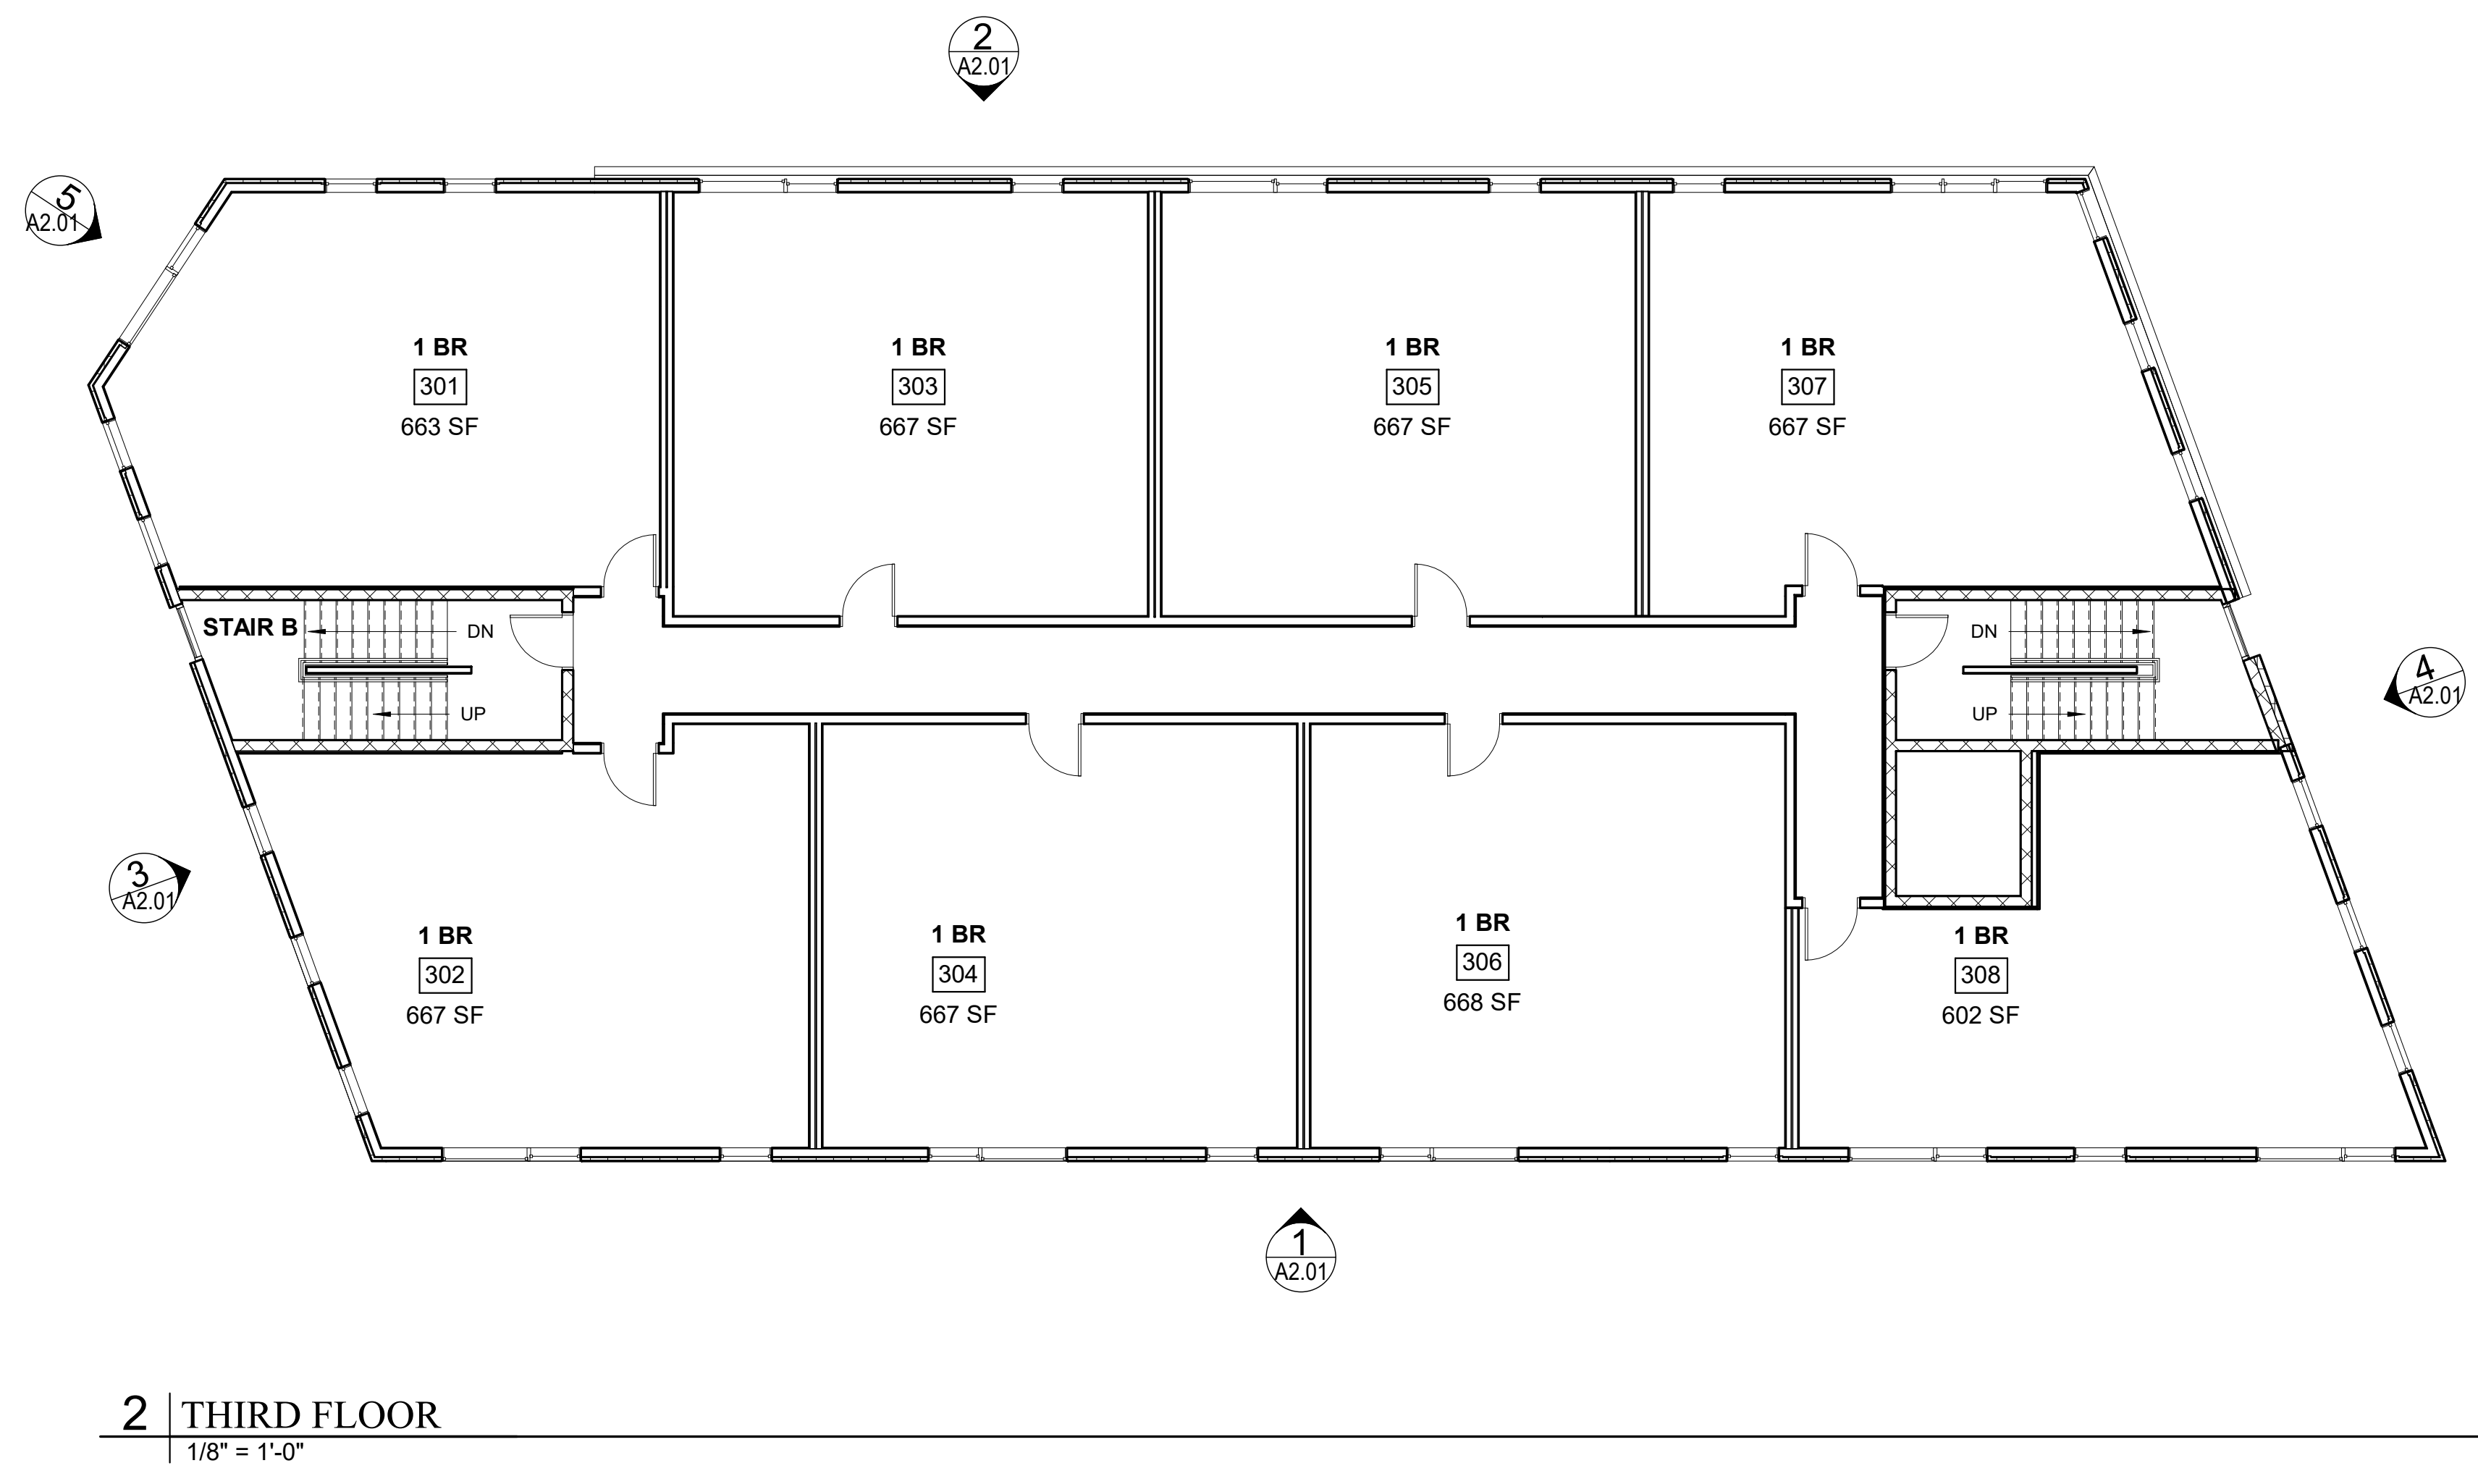 2
A2.01
5
A2.01
1 BR
301
663 SF
1 BR
303
667 SF
1 BR
305
667 SF
1 BR
307
667 SF
STAIR B
DN
UP
DN
UP
4
A2.01
3
A2.01
1 BR
302
667 SF
1 BR
304
667 SF
1 BR
306
668 SF
1 BR
308
602 SF
1
A2.01
2 THIRD FLOOR
1/8" = 1'-0"